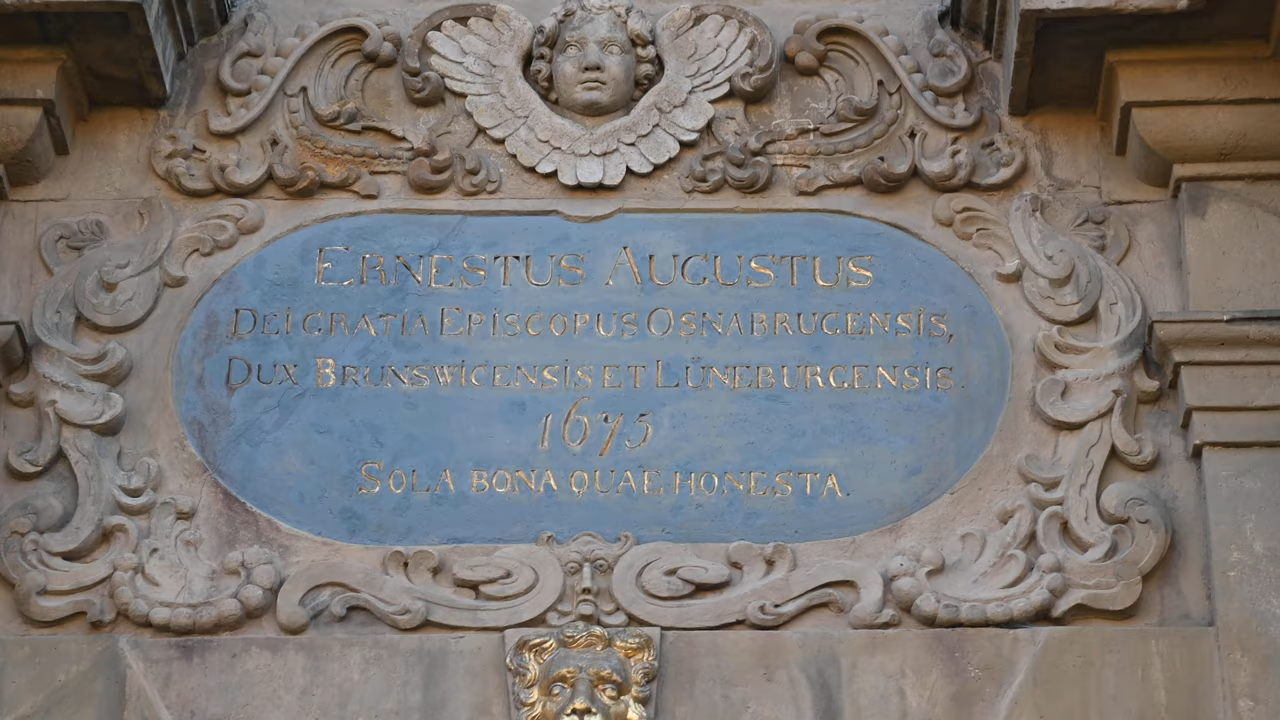 ERNESTUS AUGUSTUS
DEI GRATIA EPISCOPUS OSNABRUGENSIS,
DUX BRUNSWICENSIS ET LÜNEBURGENSIS.
1675
SOLA BONA QUAE HONESTA.